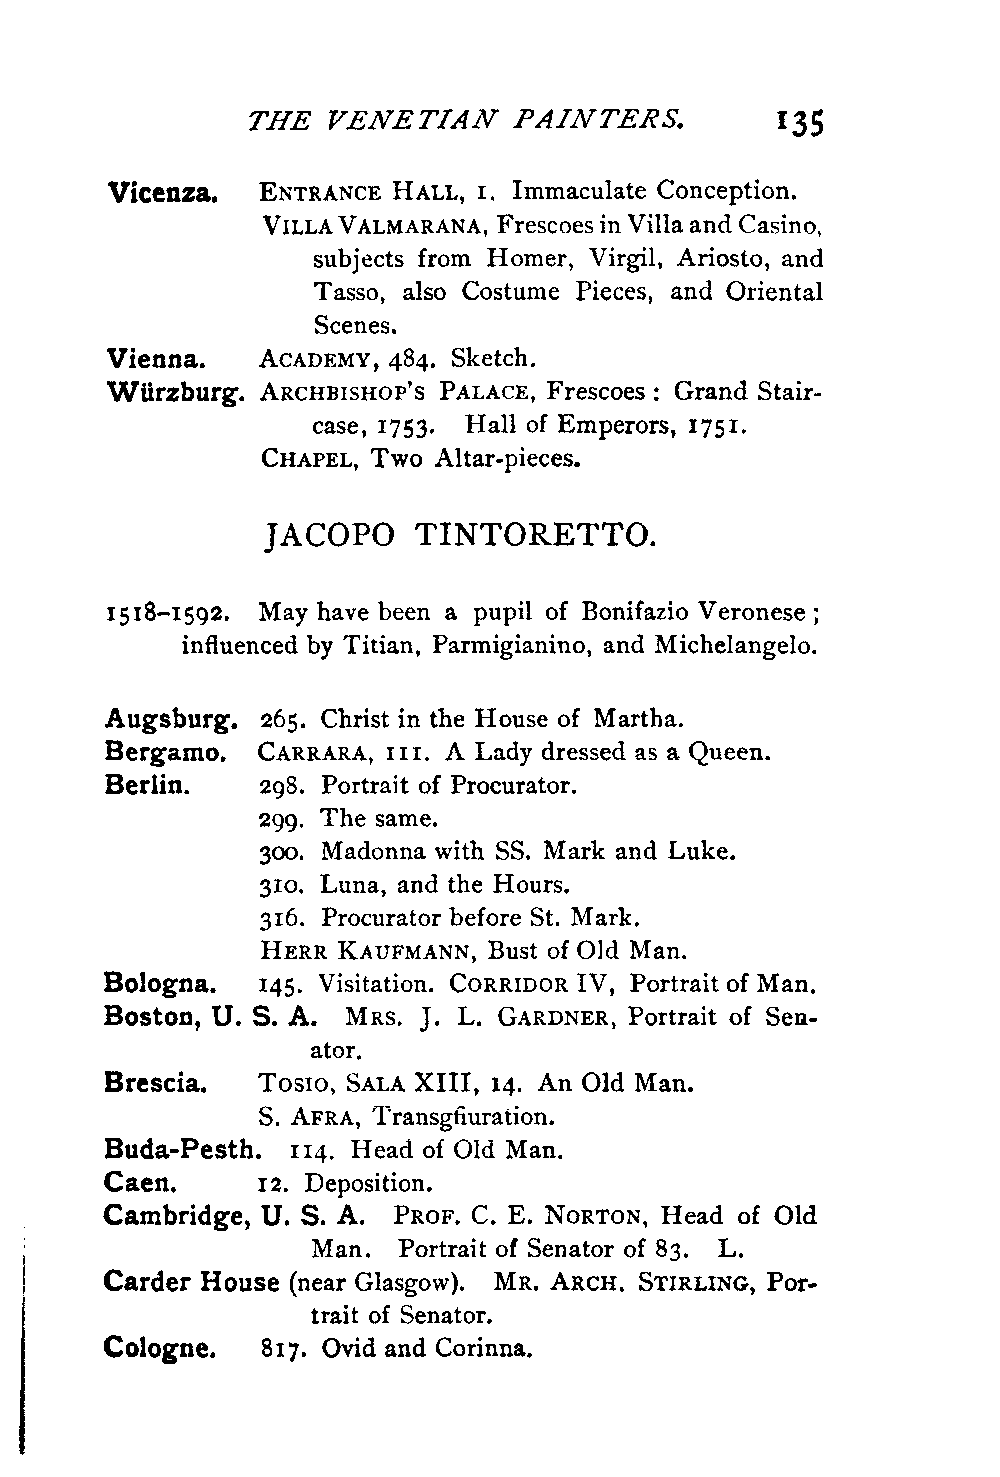 THE VENETIAN PAINTERS. 135
Vicenza. ENTRANCE HALL, 1. Immaculate Conception.
VILLA VALMARANA, Frescoes in Villa and Casino,
subjects from Homer, Virgil, Ariosto, and
Tasso, also Costume Pieces, and Oriental
Scenes.
Vienna. ACADEMY, 484. Sketch.
Würzburg. ARCHBISHOP'S PALACE, Frescoes: Grand Stair-
case, 1753. Hall of Emperors, 1751.
CHAPEL, Two Altar-pieces.
JACOPO TINTORETTO.
1518–1592. May have been a pupil of Bonifazio Veronese;
influenced by Titian, Parmigianino, and Michelangelo.
Augsburg. 265. Christ in the House of Martha.
Bergamo. CARRARA, 111. A Lady dressed as a Queen.
Berlin. 298. Portrait of Procurator.
299. The same.
300. Madonna with SS. Mark and Luke.
310. Luna, and the Hours.
316. Procurator before St. Mark.
HERR KAUFMANN, Bust of Old Man.
Bologna. 145. Visitation. CORRIDOR IV, Portrait of Man.
Boston, U. S. A. MRS. J. L. GARDNER, Portrait of Sen-
ator.
Brescia. TOSIO, SALA XIII, 14. An Old Man.
S. AFRA, Transgfiuration.
Buda-Pesth. 114. Head of Old Man.
Caen. 12. Deposition.
Cambridge, U. S. A. PROF. C. E. NORTON, Head of Old
Man. Portrait of Senator of 83. L.
Carder House (near Glasgow). MR. ARCH. STIRLING, Por-
trait of Senator.
Cologne. 817. Ovid and Corinna.